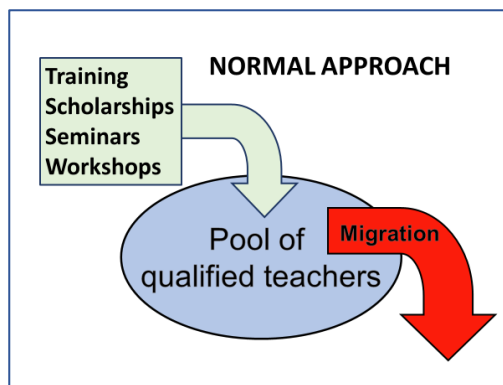 NORMAL APPROACH
Training
Scholarships
Seminars
Workshops
Pool of
qualified teachers
Migration